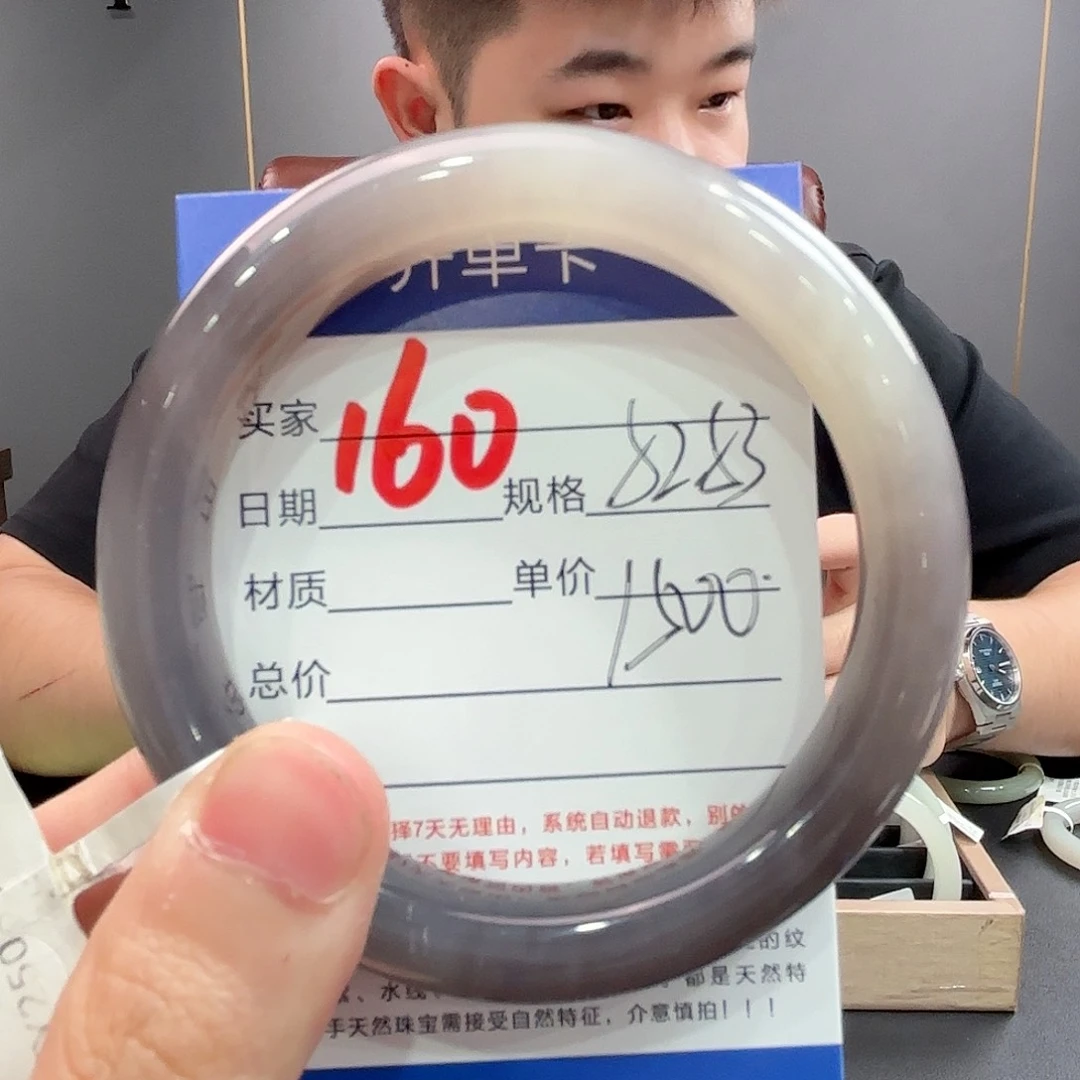 开单卡
买家 160
日期 规格 8283
材质 单价 1500
总价
择7天无理由，系统自动退款，别
不要填写内容，若填写需
的纹
、水线 都是天然特
手天然珠宝需接受自然特征，介意慎拍！！！